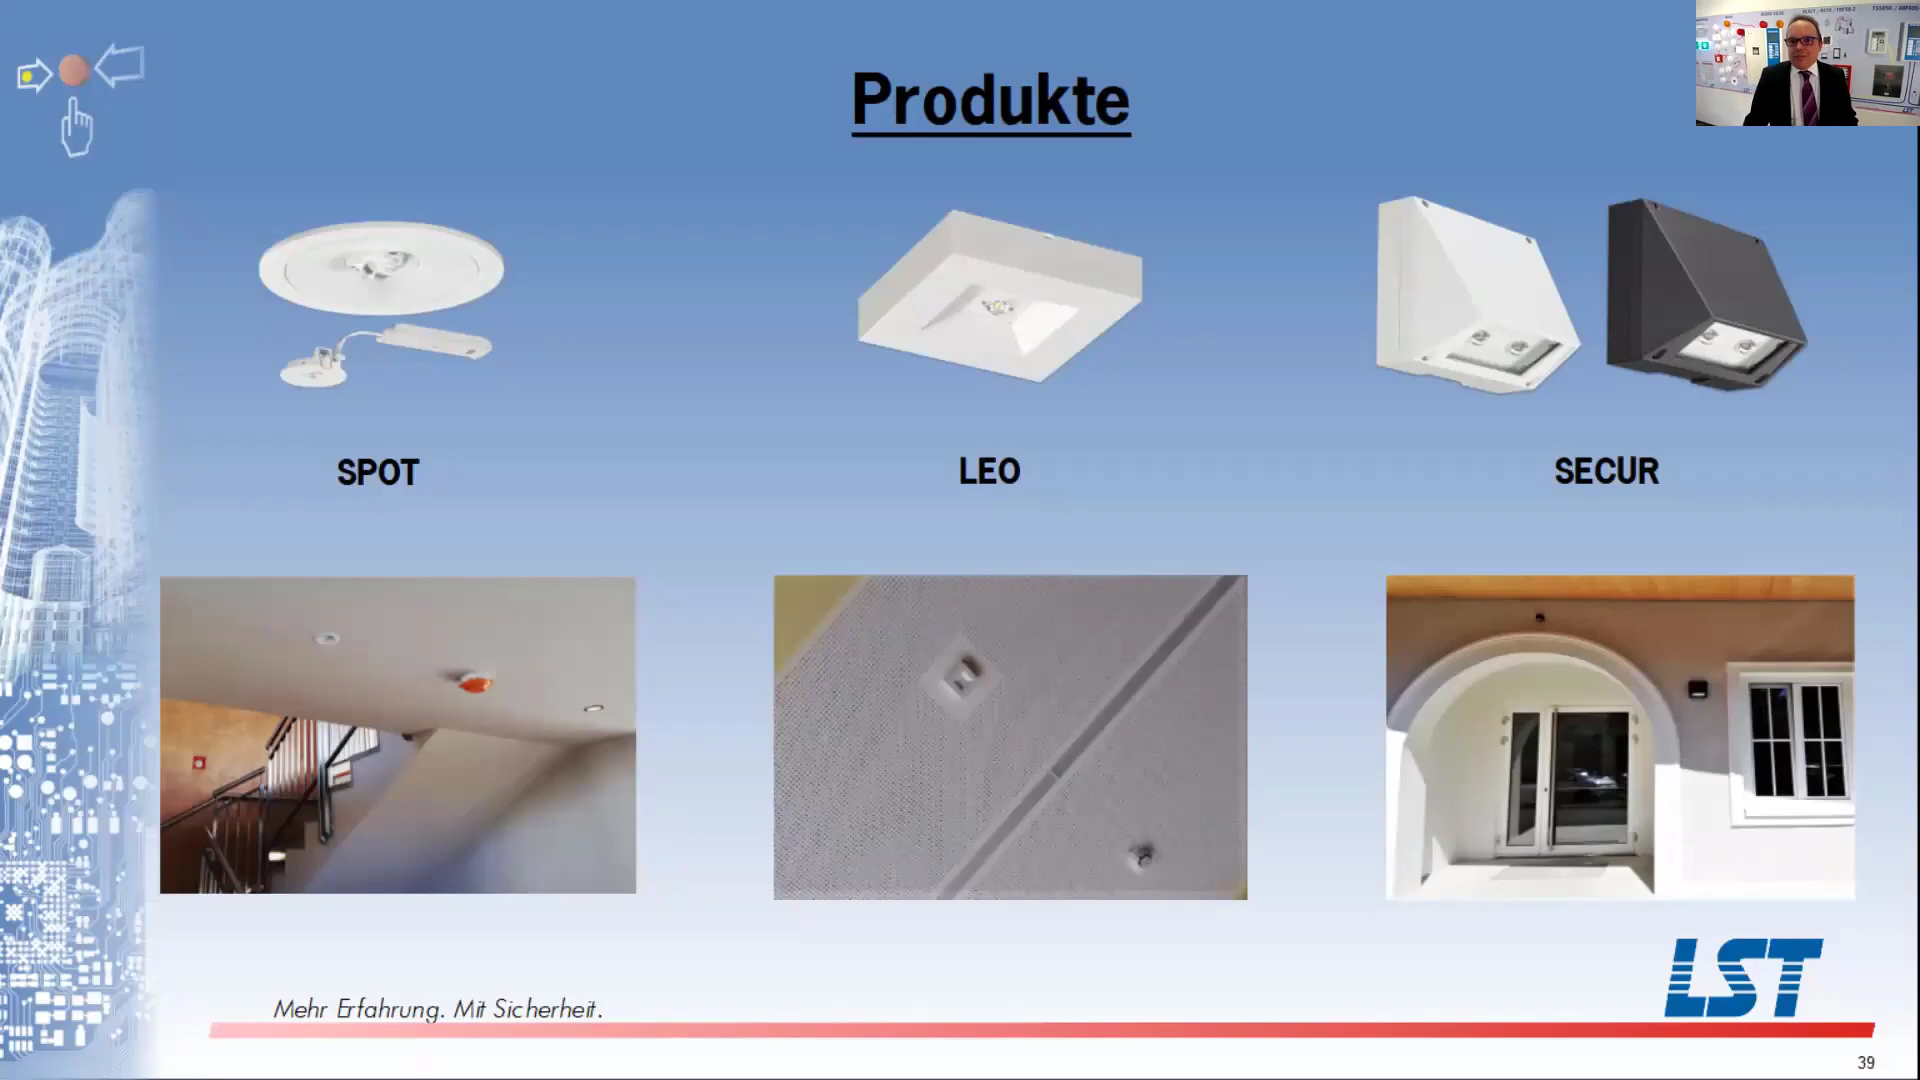 Produkte
SPOT
LEO
SECUR
Mehr Erfahrung. Mit Sicherheit.
LST
39